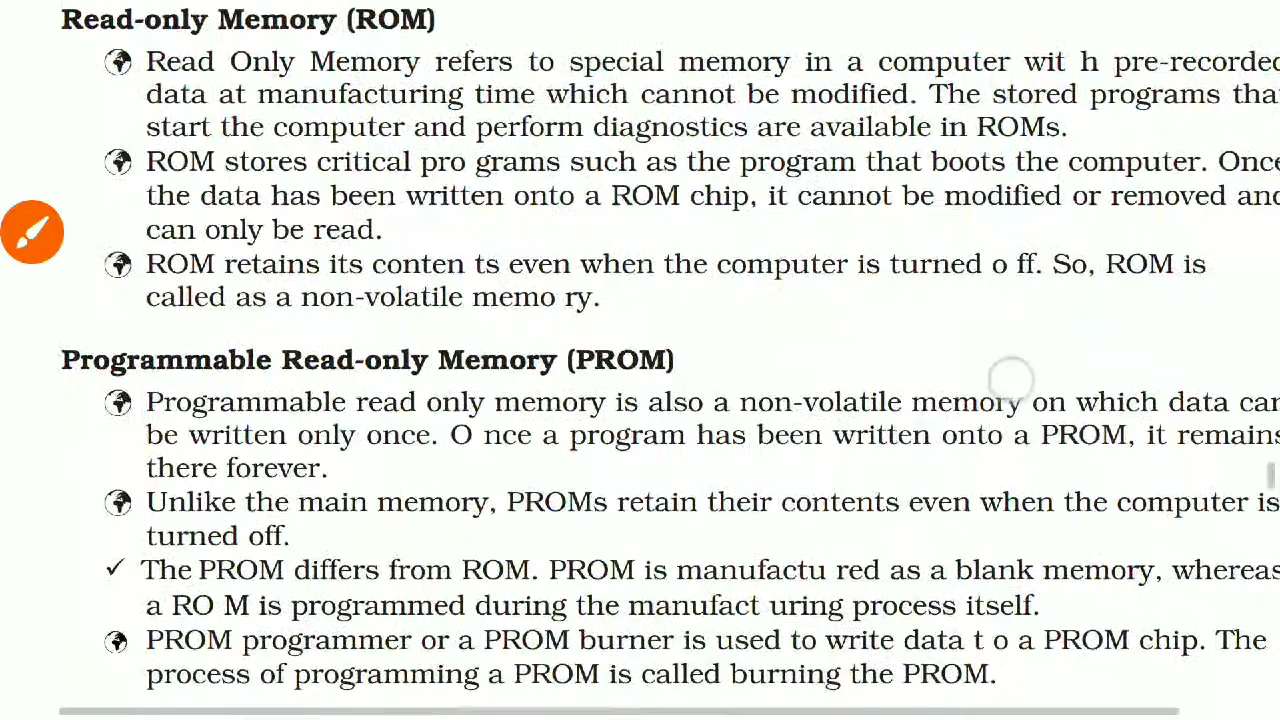 Read-only Memory (ROM)
Read Only Memory refers to special memory in a computer wit h pre-recorded
data at manufacturing time which cannot be modified. The stored programs tha
start the computer and perform diagnostics are available in ROMs.
ROM stores critical pro grams such as the program that boots the computer. Once
the data has been written onto a ROM chip, it cannot be modified or removed and
can only be read.
ROM retains its conten ts even when the computer is turned o ff. So, ROM is
called as a non-volatile memo ry.
Programmable Read-only Memory (PROM)
Programmable read only memory is also a non-volatile memory on which data can
be written only once. O nce a program has been written onto a PROM, it remains
there forever.
Unlike the main memory, PROMs retain their contents even when the computer is
turned off.
✓ The PROM differs from ROM. PROM is manufactu red as a blank memory, whereas
a RO M is programmed during the manufact uring process itself.
PROM programmer or a PROM burner is used to write data t o a PROM chip. The
process of programming a PROM is called burning the PROM.